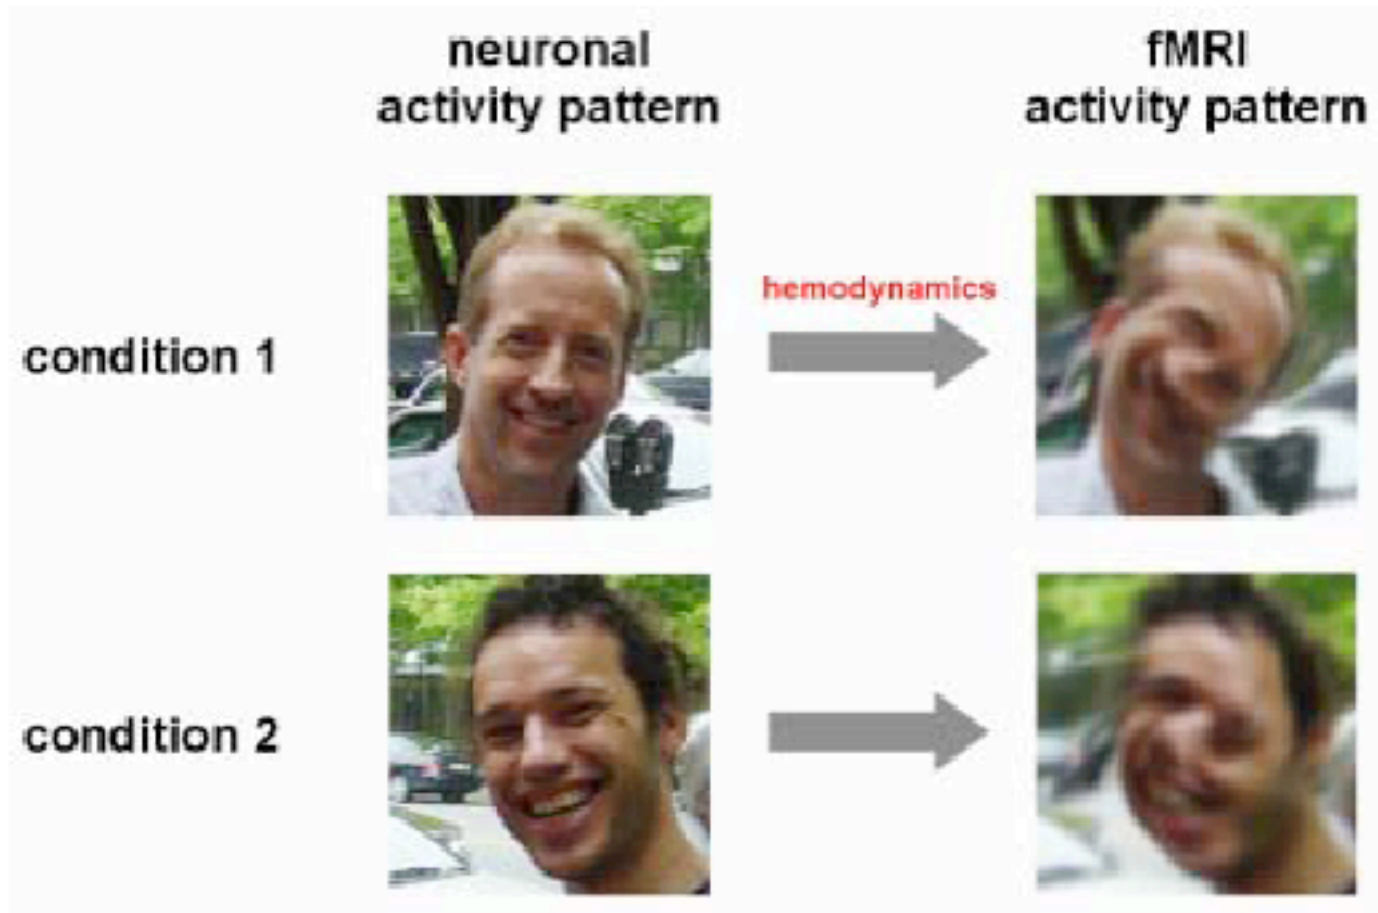 neuronal
activity pattern
fMRI
activity pattern
condition 1
hemodynamics
condition 2